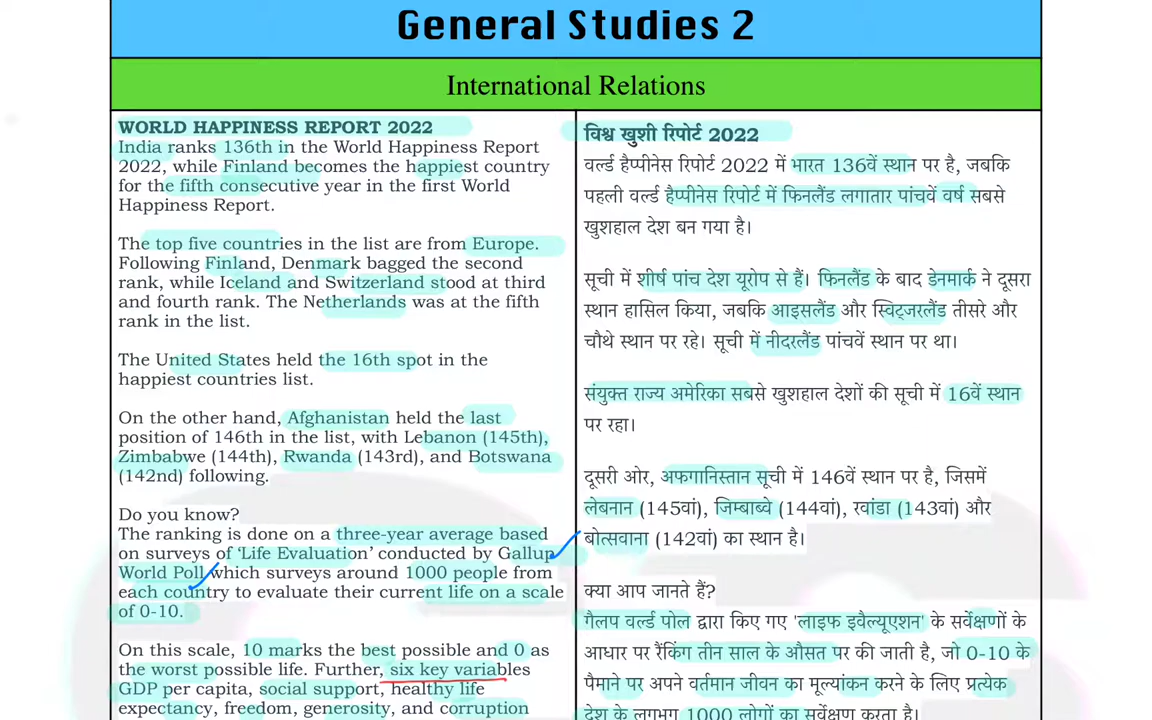 General Studies 2
International Relations
WORLD HAPPINESS REPORT 2022
India ranks 136th in the World Happiness Report
2022, while Finland becomes the happiest country
for the fifth consecutive year in the first World
Happiness Report.
The top five countries in the list are from Europe.
Following Finland, Denmark bagged the second
rank, while Iceland and Switzerland stood at third
and fourth rank. The Netherlands was at the fifth
rank in the list.
The United States held the 16th spot in the
happiest countries list.
On the other hand, Afghanistan held the last
position of 146th in the list, with Lebanon (145th),
Zimbabwe (144th), Rwanda (143rd), and Botswana
(142nd) following.
Do you know?
The ranking is done on a three-year average based
on surveys of ‘Life Evaluation’ conducted by Gallup
World Poll which surveys around 1000 people from
each country to evaluate their current life on a scale
of 0-10.
On this scale, 10 marks the best possible and 0 as
the worst possible life. Further, six key variables
GDP per capita, social support, healthy life
expectancy, freedom, generosity, and corruption
विश्व खुशी रिपोर्ट 2022
वर्ल्ड हैप्पीनेस रिपोर्ट 2022 में भारत 136वें स्थान पर है, जबकि
पहली वर्ल्ड हैप्पीनेस रिपोर्ट में फिनलैंड लगातार पांचवें वर्ष सबसे
खुशहाल देश बन गया है।
सूची में शीर्ष पांच देश यूरोप से हैं। फिनलैंड के बाद डेनमार्क ने दूसरा
स्थान हासिल किया, जबकि आइसलैंड और स्विट्जरलैंड तीसरे और
चौथे स्थान पर रहे। सूची में नीदरलैंड पांचवें स्थान पर था।
संयुक्त राज्य अमेरिका सबसे खुशहाल देशों की सूची में 16वें स्थान
पर रहा।
दूसरी ओर, अफगानिस्तान सूची में 146वें स्थान पर है, जिसमें
लेबनान (145वां), जिम्बाब्वे (144वां), रवांडा (143वां) और
बोत्सवाना (142वां) का स्थान है।
क्या आप जानते हैं?
गैलप वर्ल्ड पोल द्वारा किए गए 'लाइफ इवैल्यूएशन' के सर्वेक्षणों के
आधार पर रैंकिंग तीन साल के औसत पर की जाती है, जो 0-10 के
पैमाने पर अपने वर्तमान जीवन का मूल्यांकन करने के लिए प्रत्येक
देश के लगभग 1000 लोगों का सर्वेक्षण करता है।